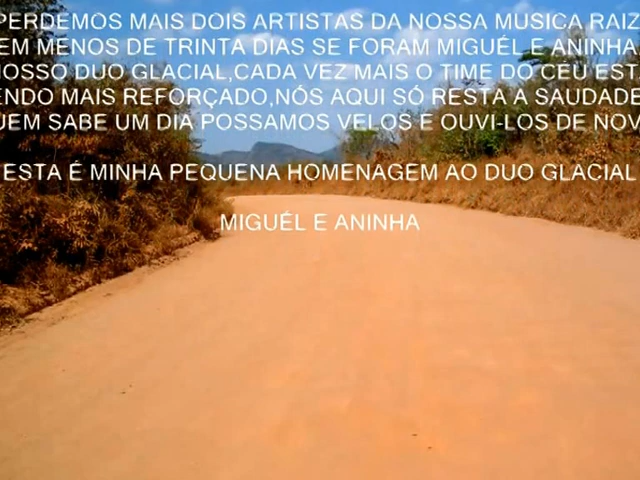 PERDEMOS MAIS DOIS ARTISTAS DA NOSSA MUSICA RAIZ
EM MENOS DE TRINTA DIAS SE FORAM MIGUÉL E ANINHA
NOSSO DUO GLACIAL,CADA VEZ MAIS O TIME DO CÉU EST
ENDO MAIS REFORÇADO,NÓS AQUI SÓ RESTA A SAUDADE
UEM SABE UM DIA POSSAMOS VELOS E OUVI-LOS DE NOV
ESTA É MINHA PEQUENA HOMENAGEM AO DUO GLACIAL
MIGUÉL E ANINHA